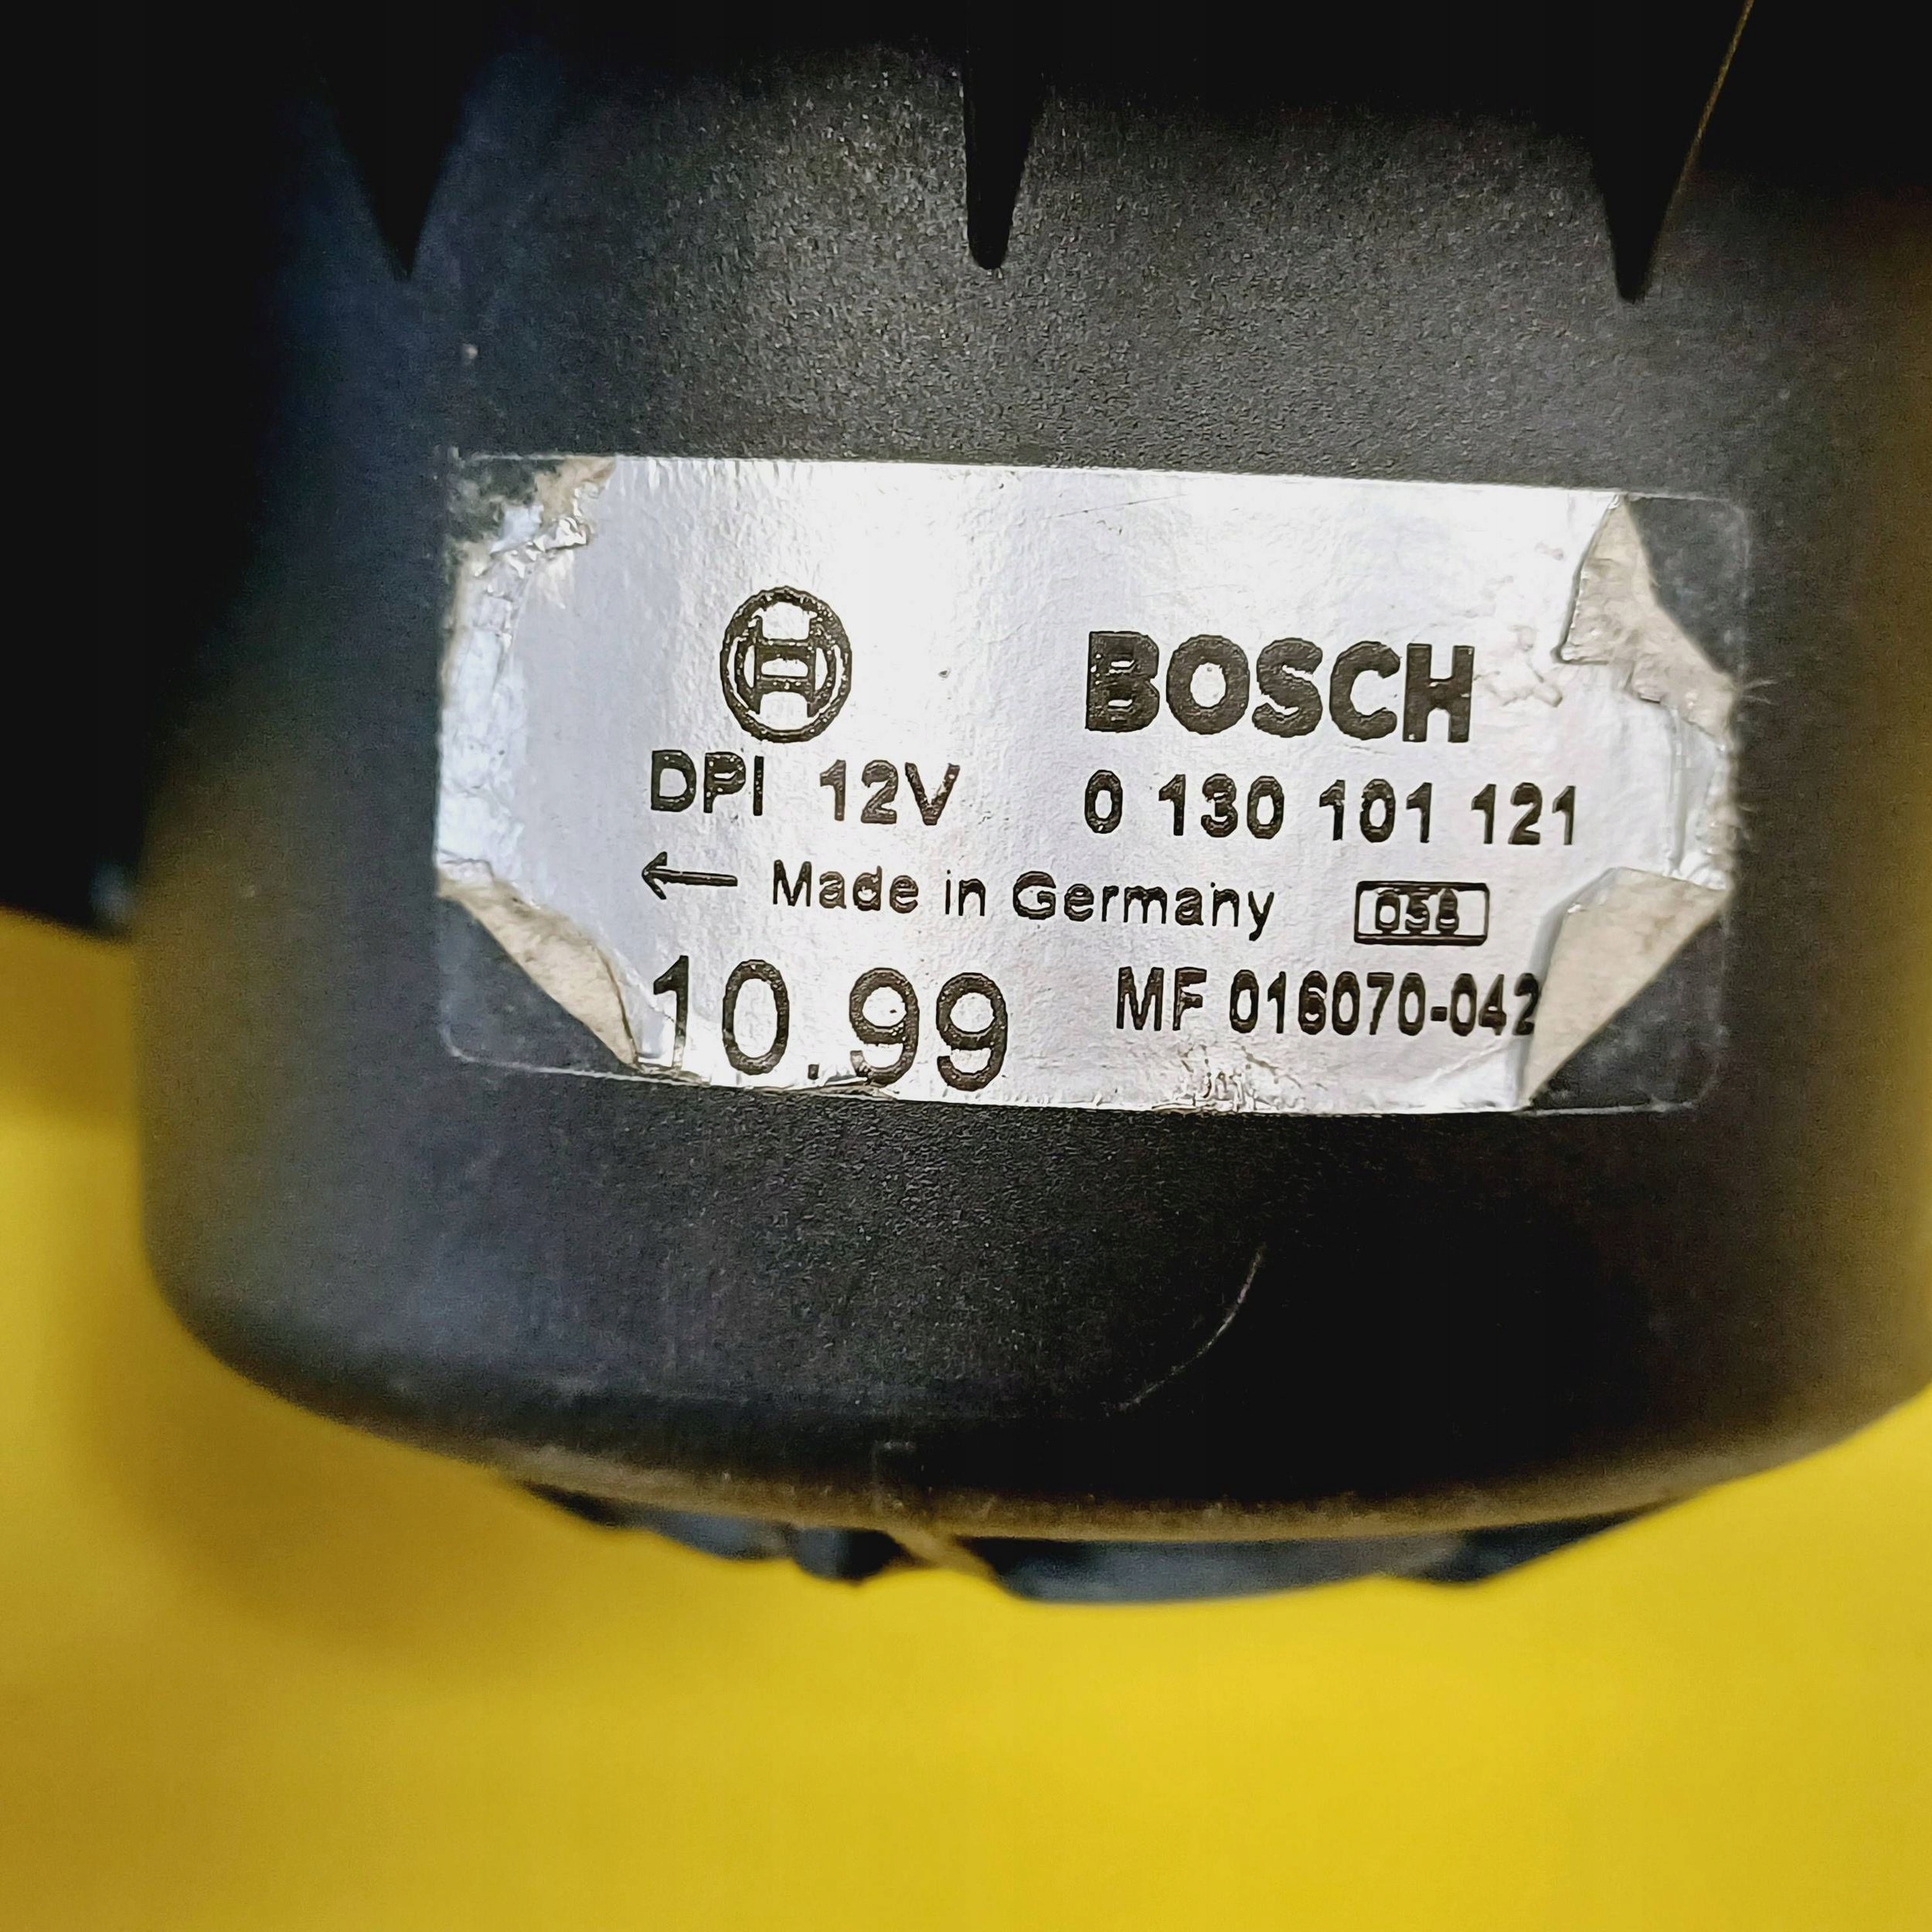 BOSCH
DPI 12V 0 130 101 121
← Made in Germany 058
10.99 MF 016070-042